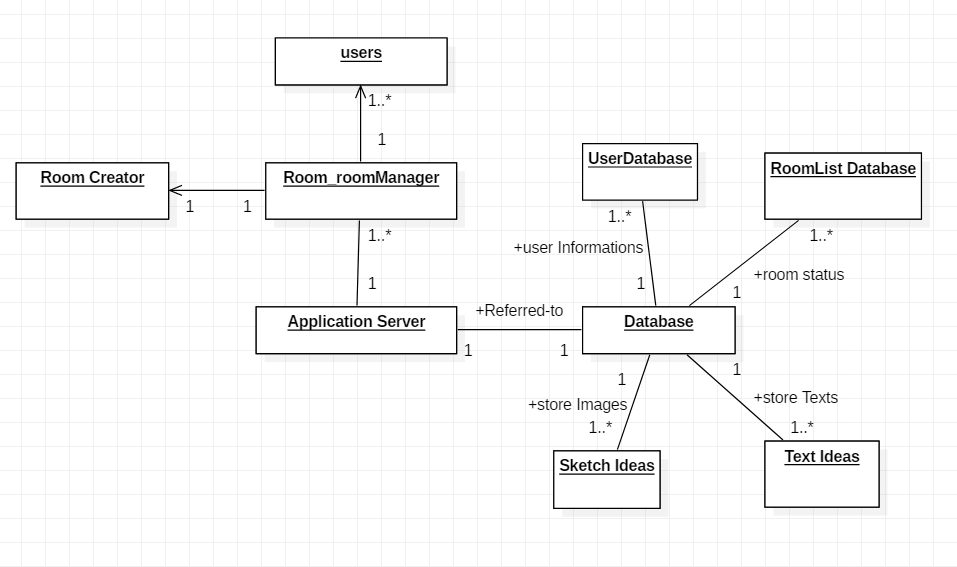 users
1..*
1
UserDatabase
RoomList Database
Room Creator
Room_roomManager
1
1
1..*
1..*
1..*
+user Informations
+room status
1
1
1
+Referred-to
Application Server
Database
1
1
1
1
+store Images
+store Texts
1..*
1..*
Sketch Ideas
Text Ideas